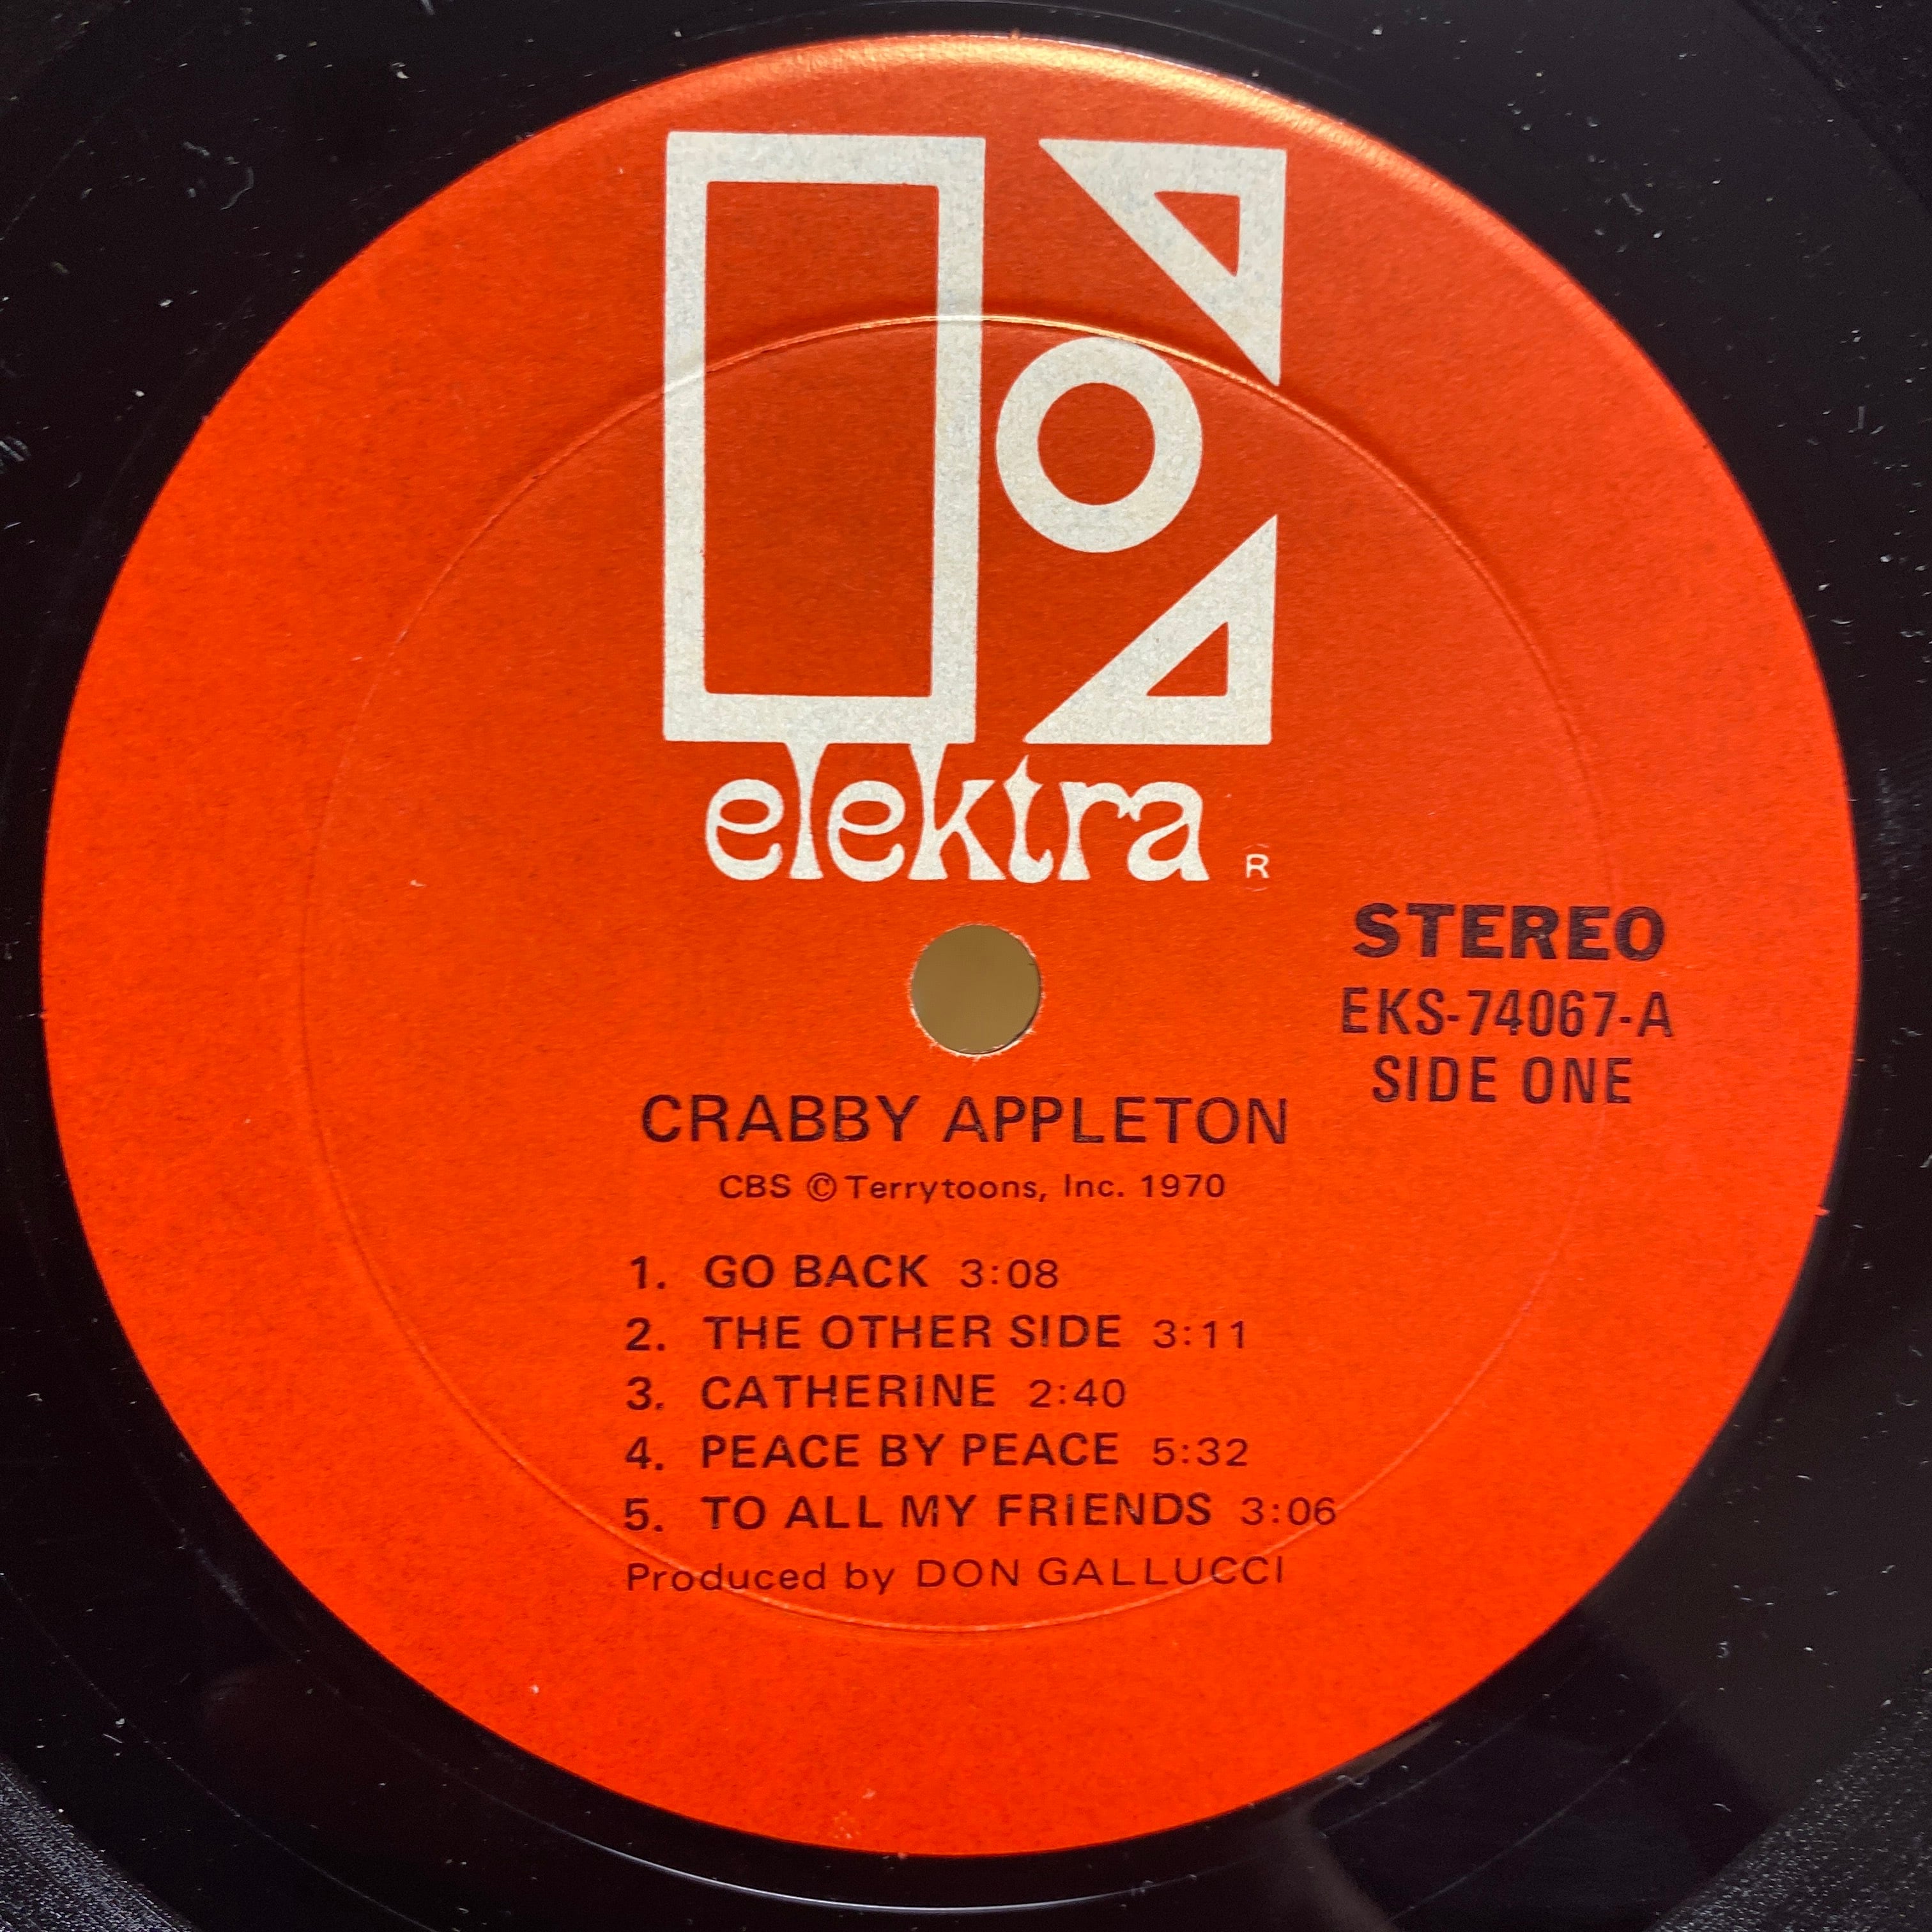 elektra ®
STEREO
EKS-74067-A
SIDE ONE
CRABBY APPLETON
CBS © Terrytoons, Inc. 1970
1. GO BACK 3:08
2. THE OTHER SIDE 3:11
3. CATHERINE 2:40
4. PEACE BY PEACE 5:32
5. TO ALL MY FRIENDS 3:06
Produced by DON GALLUCCI